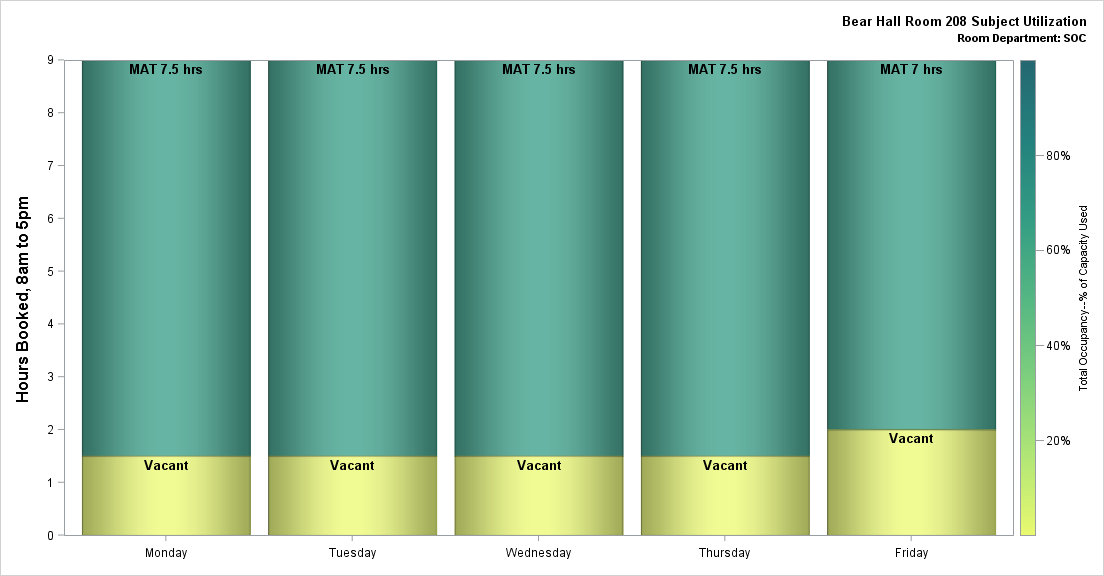 Bear Hall Room 208 Subject Utilization
Room Department: SOC
Hours Booked, 8am to 5pm
9
8
7
6
5
4
3
2
1
0
MAT 7.5 hrs
MAT 7.5 hrs
MAT 7.5 hrs
MAT 7.5 hrs
MAT 7 hrs
Vacant
Vacant
Vacant
Vacant
Vacant
Monday
Tuesday
Wednesday
Thursday
Friday
80%
60%
40%
20%
Total Occupancy--% of Capacity Used